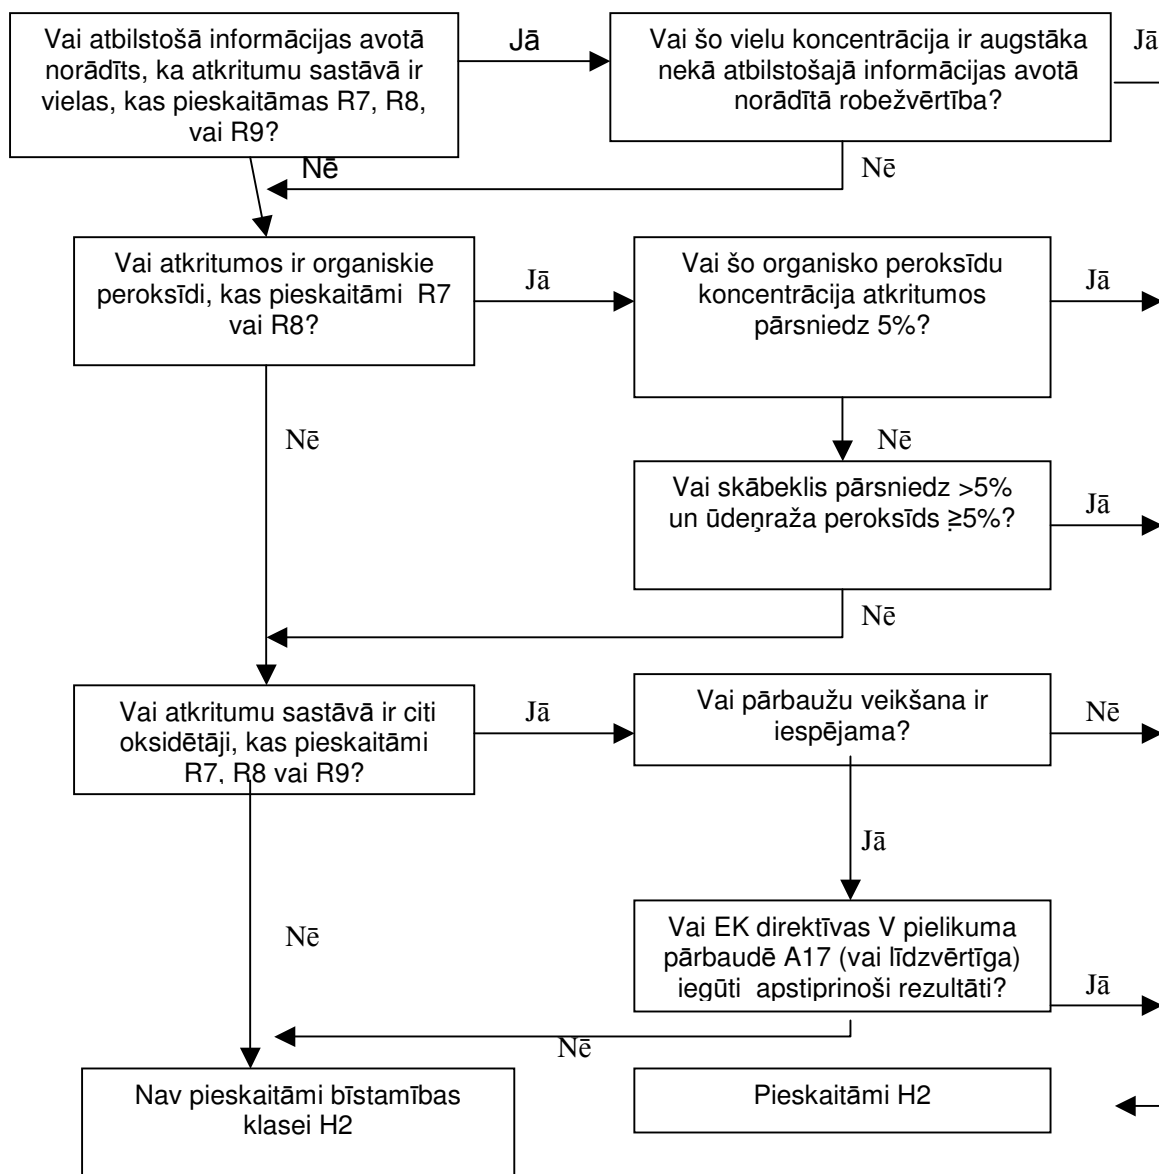 Vai atbilstošā informācijas avotā
norādīts, ka atkritumu sastāvā ir
vielas, kas pieskaitāmas R7, R8,
vai R9?
Jā
Vai šo vielu koncentrācija ir augstāka
nekā atbilstošajā informācijas avotā
norādītā robežvērtība?
Jā
Nē
Nē
Vai atkritumos ir organiskie
peroksīdi, kas pieskaitāmi R7
vai R8?
Jā
Vai šo organisko peroksīdu
koncentrācija atkritumos
pārsniedz 5%?
Jā
Nē
Nē
Vai skābeklis pārsniedz >5%
un ūdeņraža peroksīds ≥5%?
Jā
Nē
Vai atkritumu sastāvā ir citi
oksidētāji, kas pieskaitāmi
R7, R8 vai R9?
Jā
Vai pārbaužu veikšana ir
iespējama?
Nē
Jā
Nē
Vai EK direktīvas V pielikuma
pārbaudē A17 (vai līdzvērtīga)
iegūti apstiprinoši rezultāti?
Jā
Nē
Nav pieskaitāmi bīstamības
klasei H2
Pieskaitāmi H2